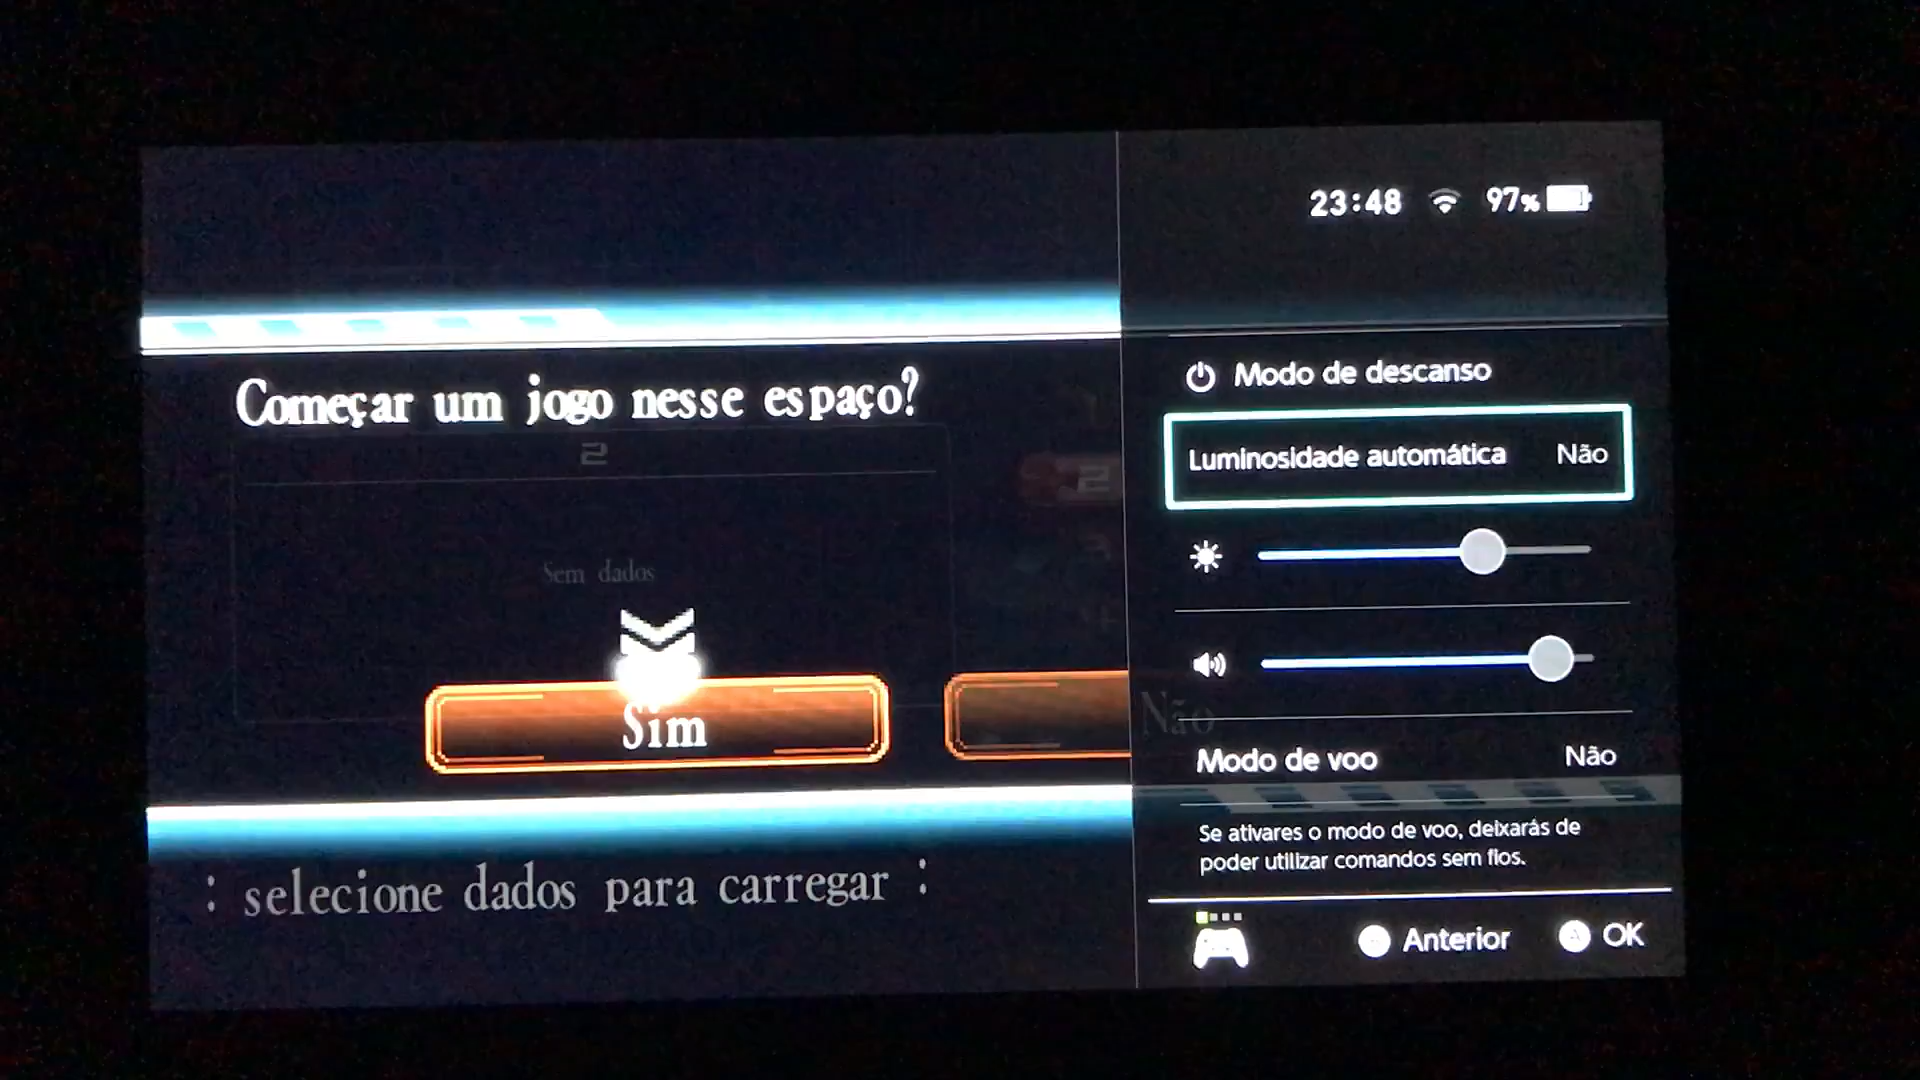 23:48 97%
Começar um jogo nesse espaço?
2
2
Sem dados
Sim
Não
: selecione dados para carregar :
Modo de descanso
Luminosidade automática Não
Modo de voo Não
Se ativares o modo de voo, deixarás de
poder utilizar comandos sem fios.
Anterior OK